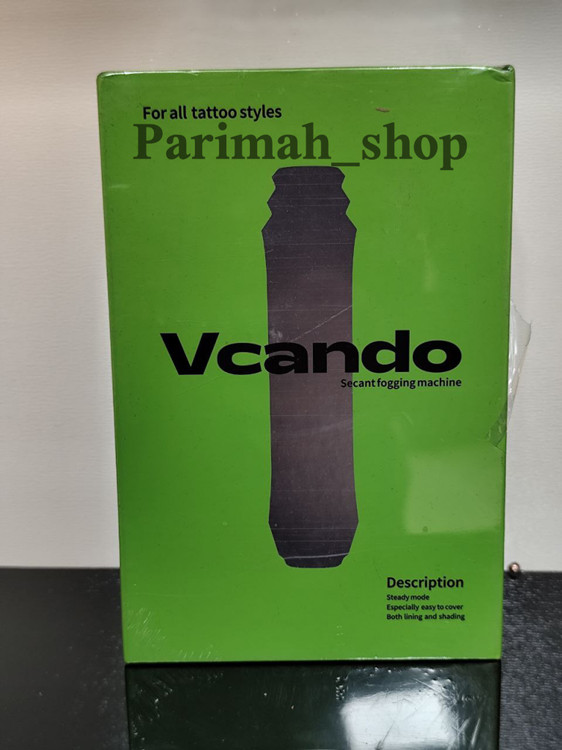 For all tattoo styles
Parimah_shop
Vcando
Secant fogging machine
Description
Steady mode
Especially easy to cover
Both lining and shading